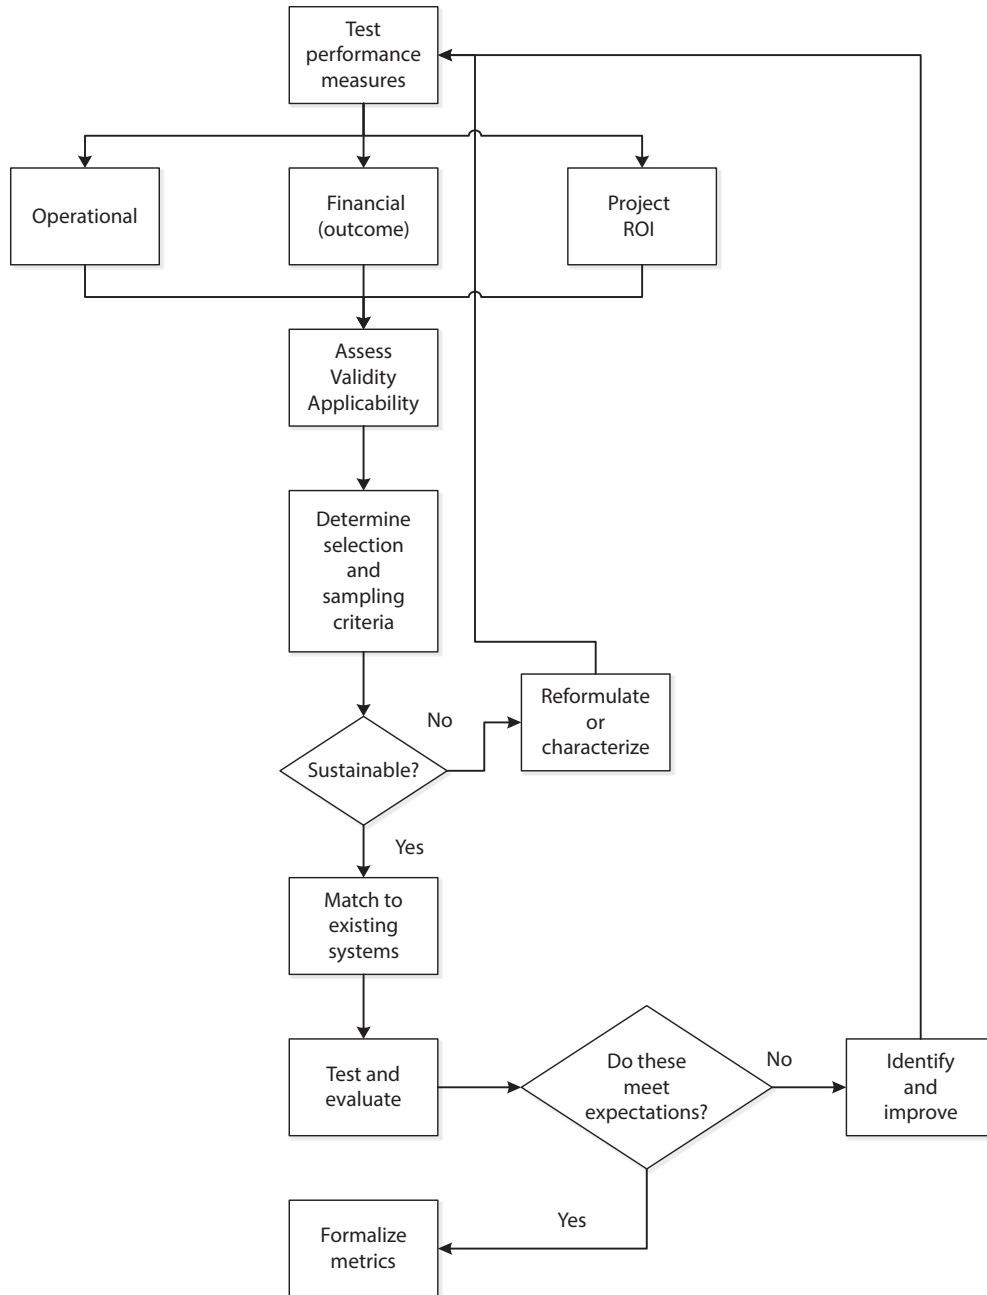 Test
performance
measures
Operational
Financial
(outcome)
Project
ROI
Assess
Validity
Applicability
Determine
selection
and
sampling
criteria
No
Reformulate
or
characterize
Sustainable?
Yes
Match to
existing
systems
Test and
evaluate
Do these
meet
expectations?
No
Identify
and
improve
Yes
Formalize
metrics